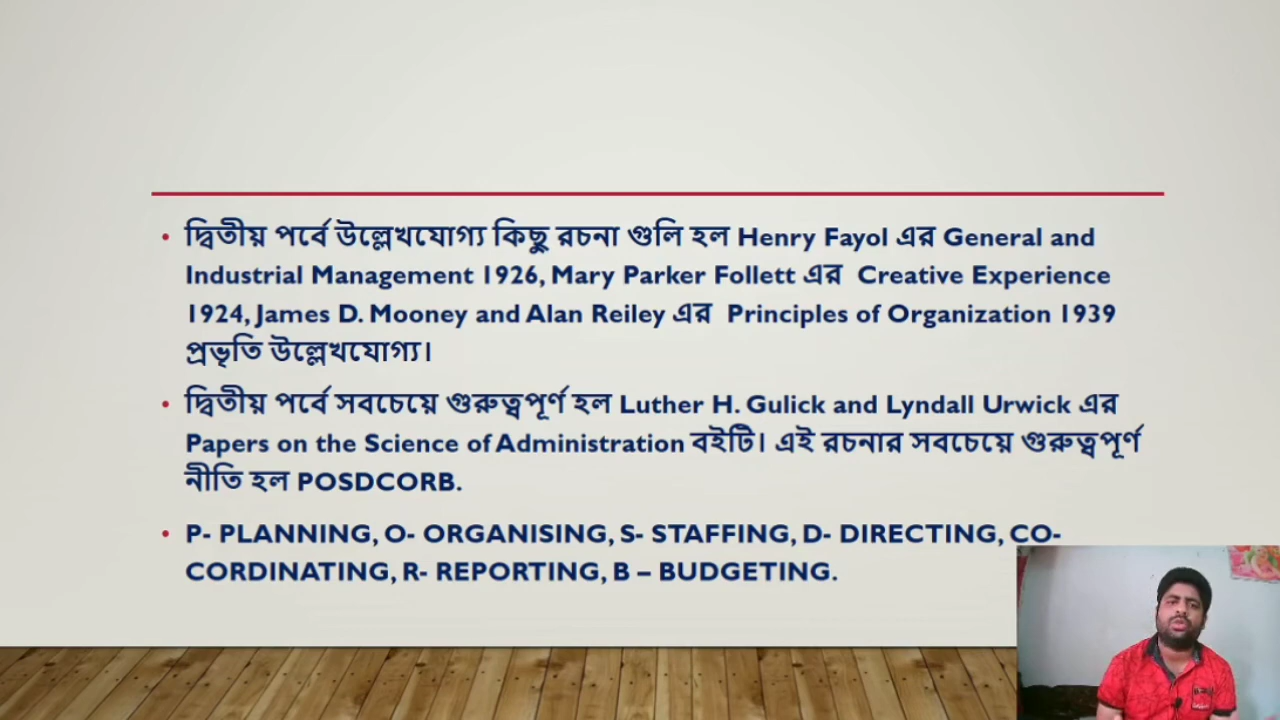 দ্বিতীয় পর্বে উল্লেখযোগ্য কিছু রচনা গুলি হল Henry Fayol এর General and
Industrial Management 1926, Mary Parker Follett এর Creative Experience
1924, James D. Mooney and Alan Reiley এর Principles of Organization 1939
প্রভৃতি উল্লেখযোগ্য।
দ্বিতীয় পর্বে সবচেয়ে গুরুত্বপূর্ণ হল Luther H. Gulick and Lyndall Urwick এর
Papers on the Science of Administration বইটি। এই রচনার সবচেয়ে গুরুত্বপূর্ণ
নীতি হল POSDCORB.
P- PLANNING, O- ORGANISING, S- STAFFING, D- DIRECTING, CO-
CORDINATING, R- REPORTING, B – BUDGETING.